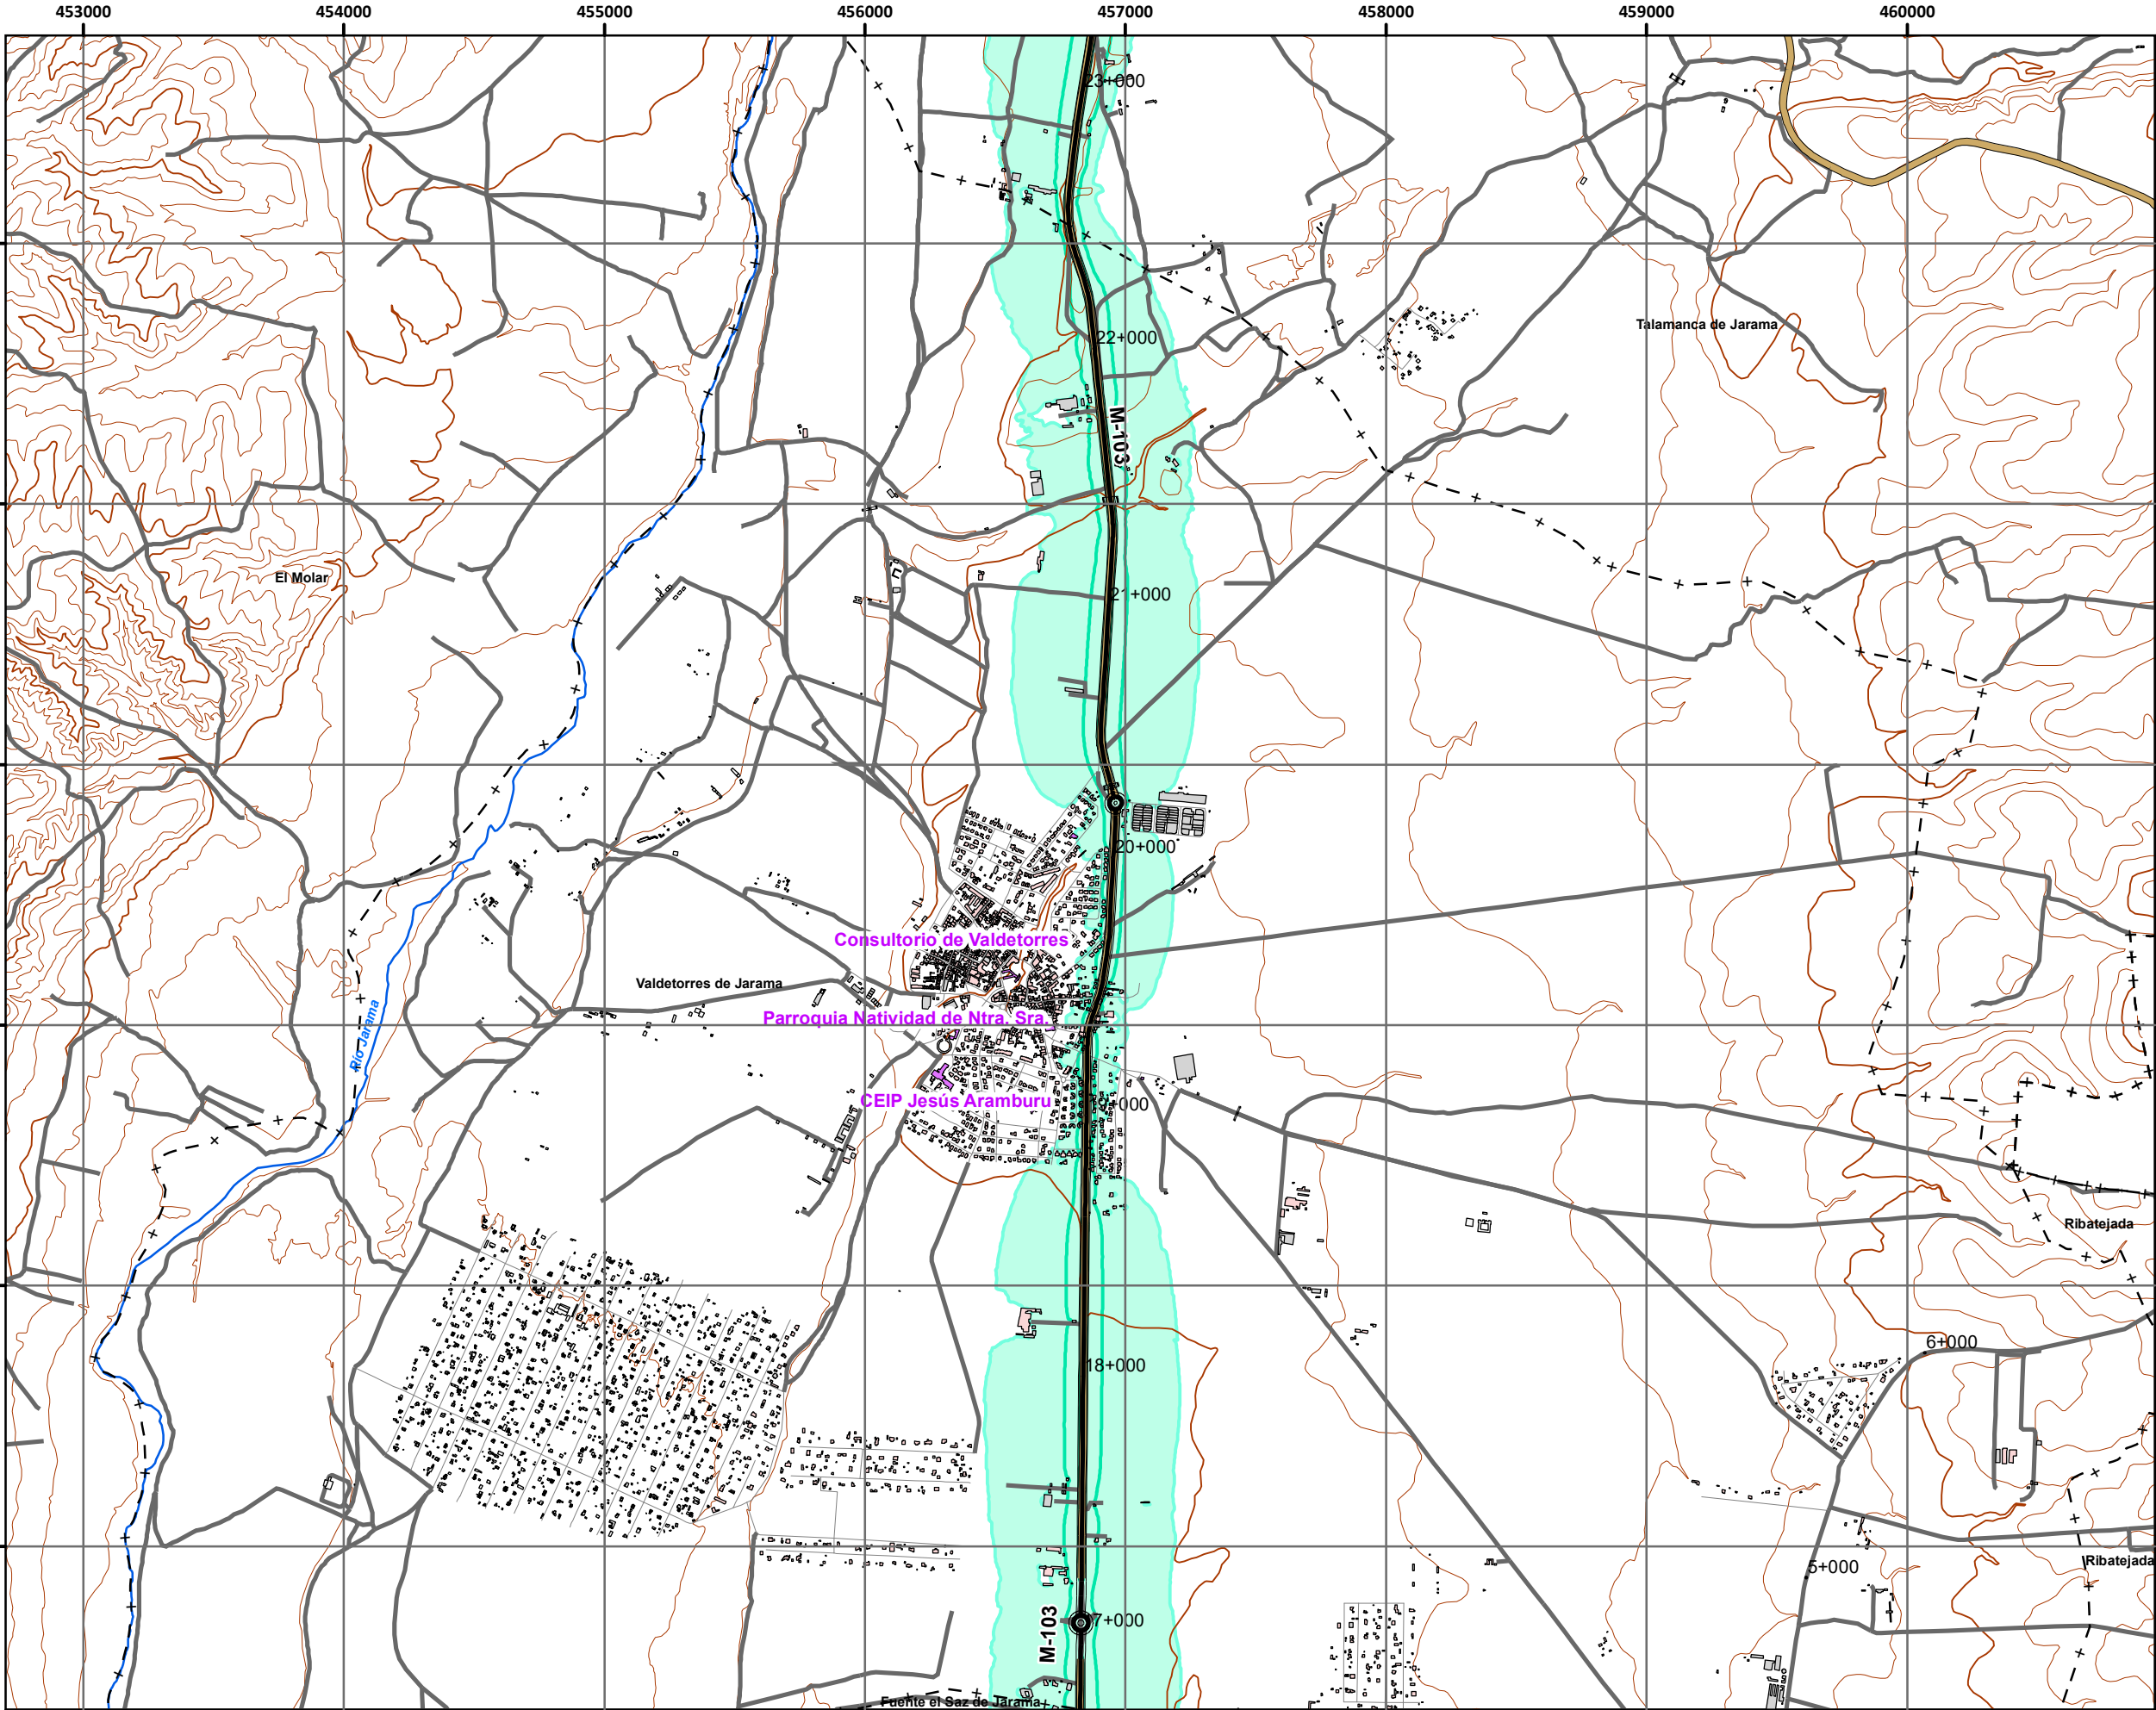 453000 454000 455000 456000 457000 458000 459000 460000
23+000
Talamanca de Jarama
22+000
M-103
El Molar
21+000
20+000
Consultorio de Valdetorres
Valdetorres de Jarama
Parroquia Natividad de Ntra. Sra.
Río Jarama
CEIP Jesús Aramburu
000
Ribatejada
6+000
18+000
Ribatejada
5+000
M-103
7+000
Fuente el Saz de Jarama